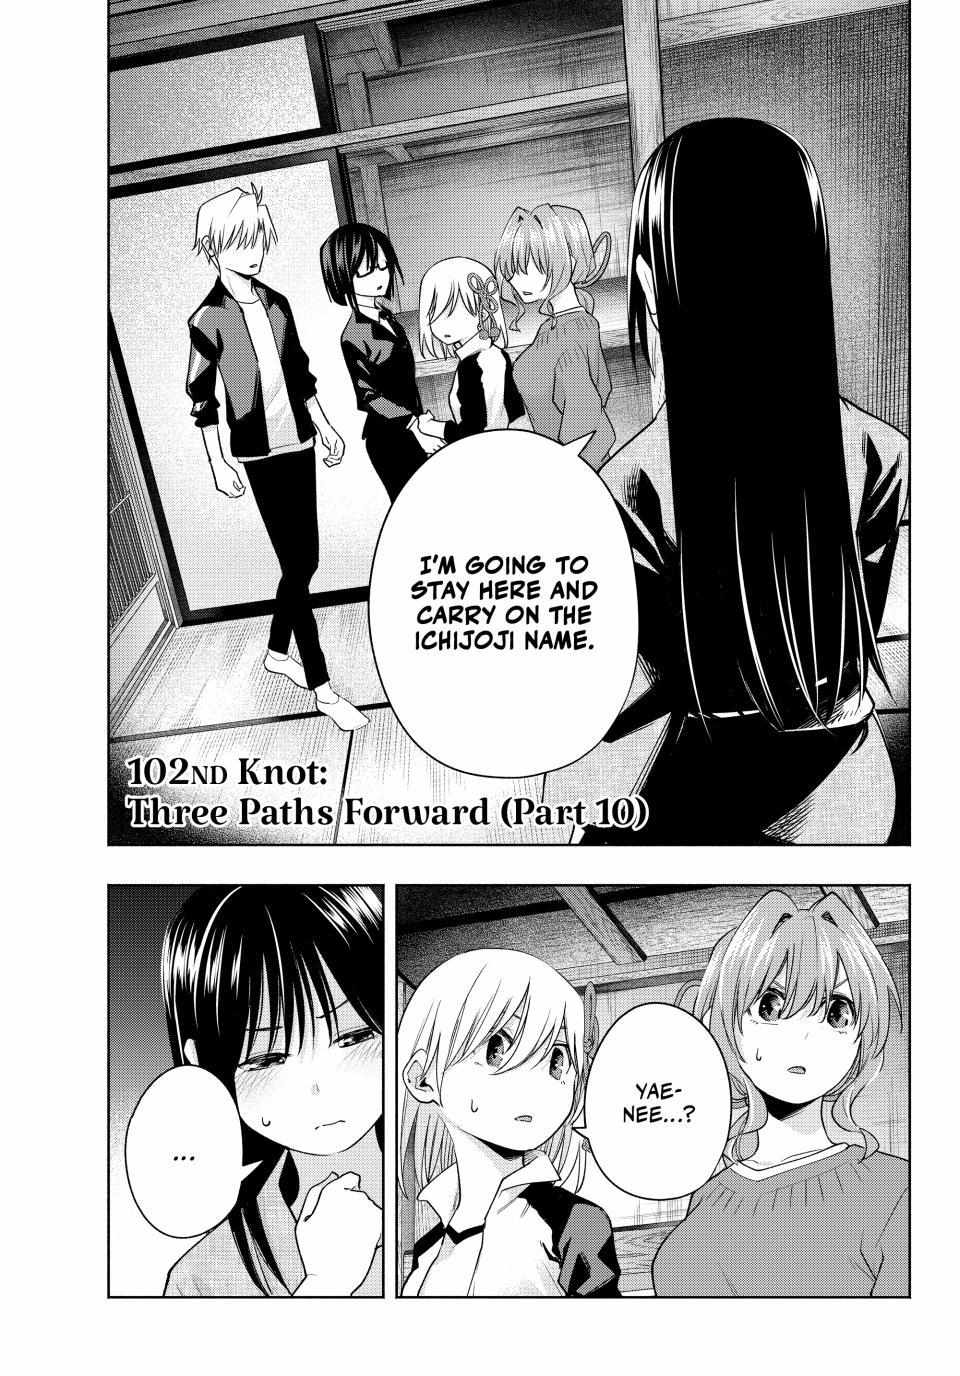 I'M GOING TO
STAY HERE AND
CARRY ON THE
ICHIJOJI NAME.
102ND Knot:
Three Paths Forward (Part 10)
...
YAE-
NEE...?